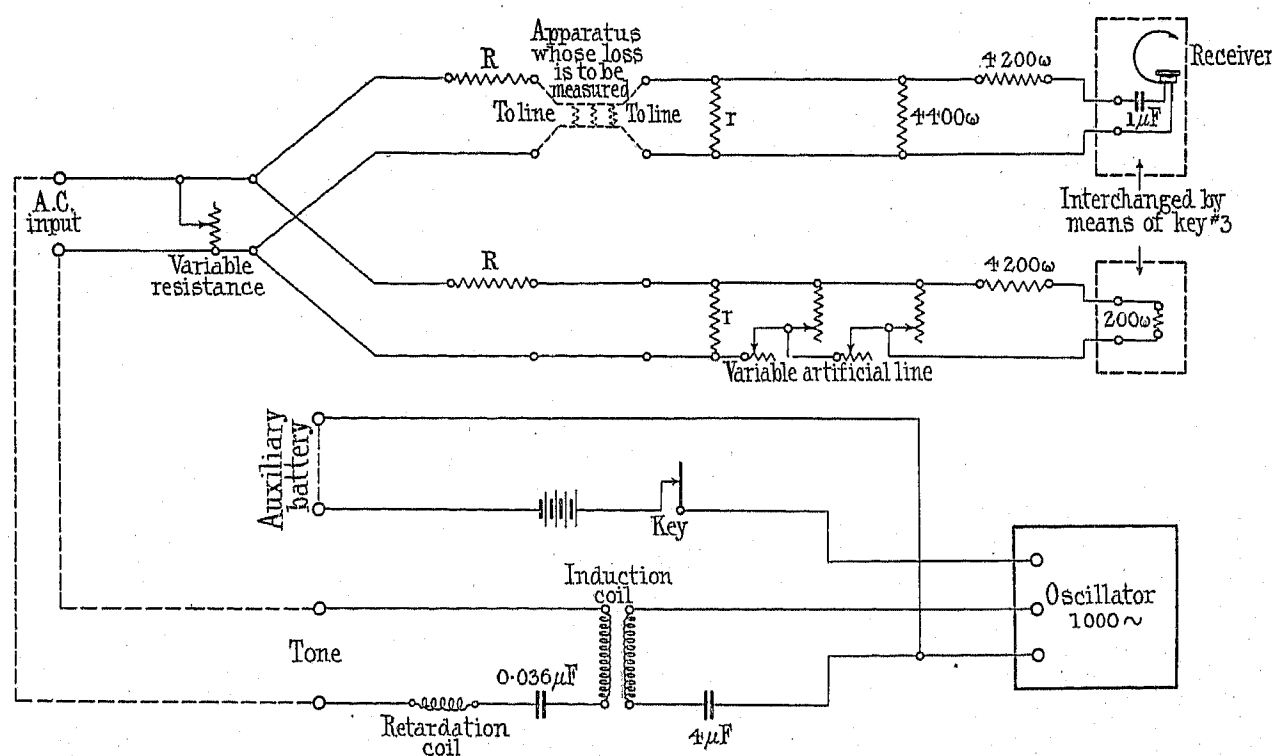 Apparatus
whose loss
is to be
measured
R
To line
To line
r
4400ω
4200ω
1μF
Receiver
A.C.
input
Variable
resistance
Interchanged by
means of key #3
R
r
4200ω
200ω
Variable artificial line
Auxiliary
battery
Key
Induction
coil
Oscillator
1000~
Tone
0.036μF
Retardation
coil
4μF